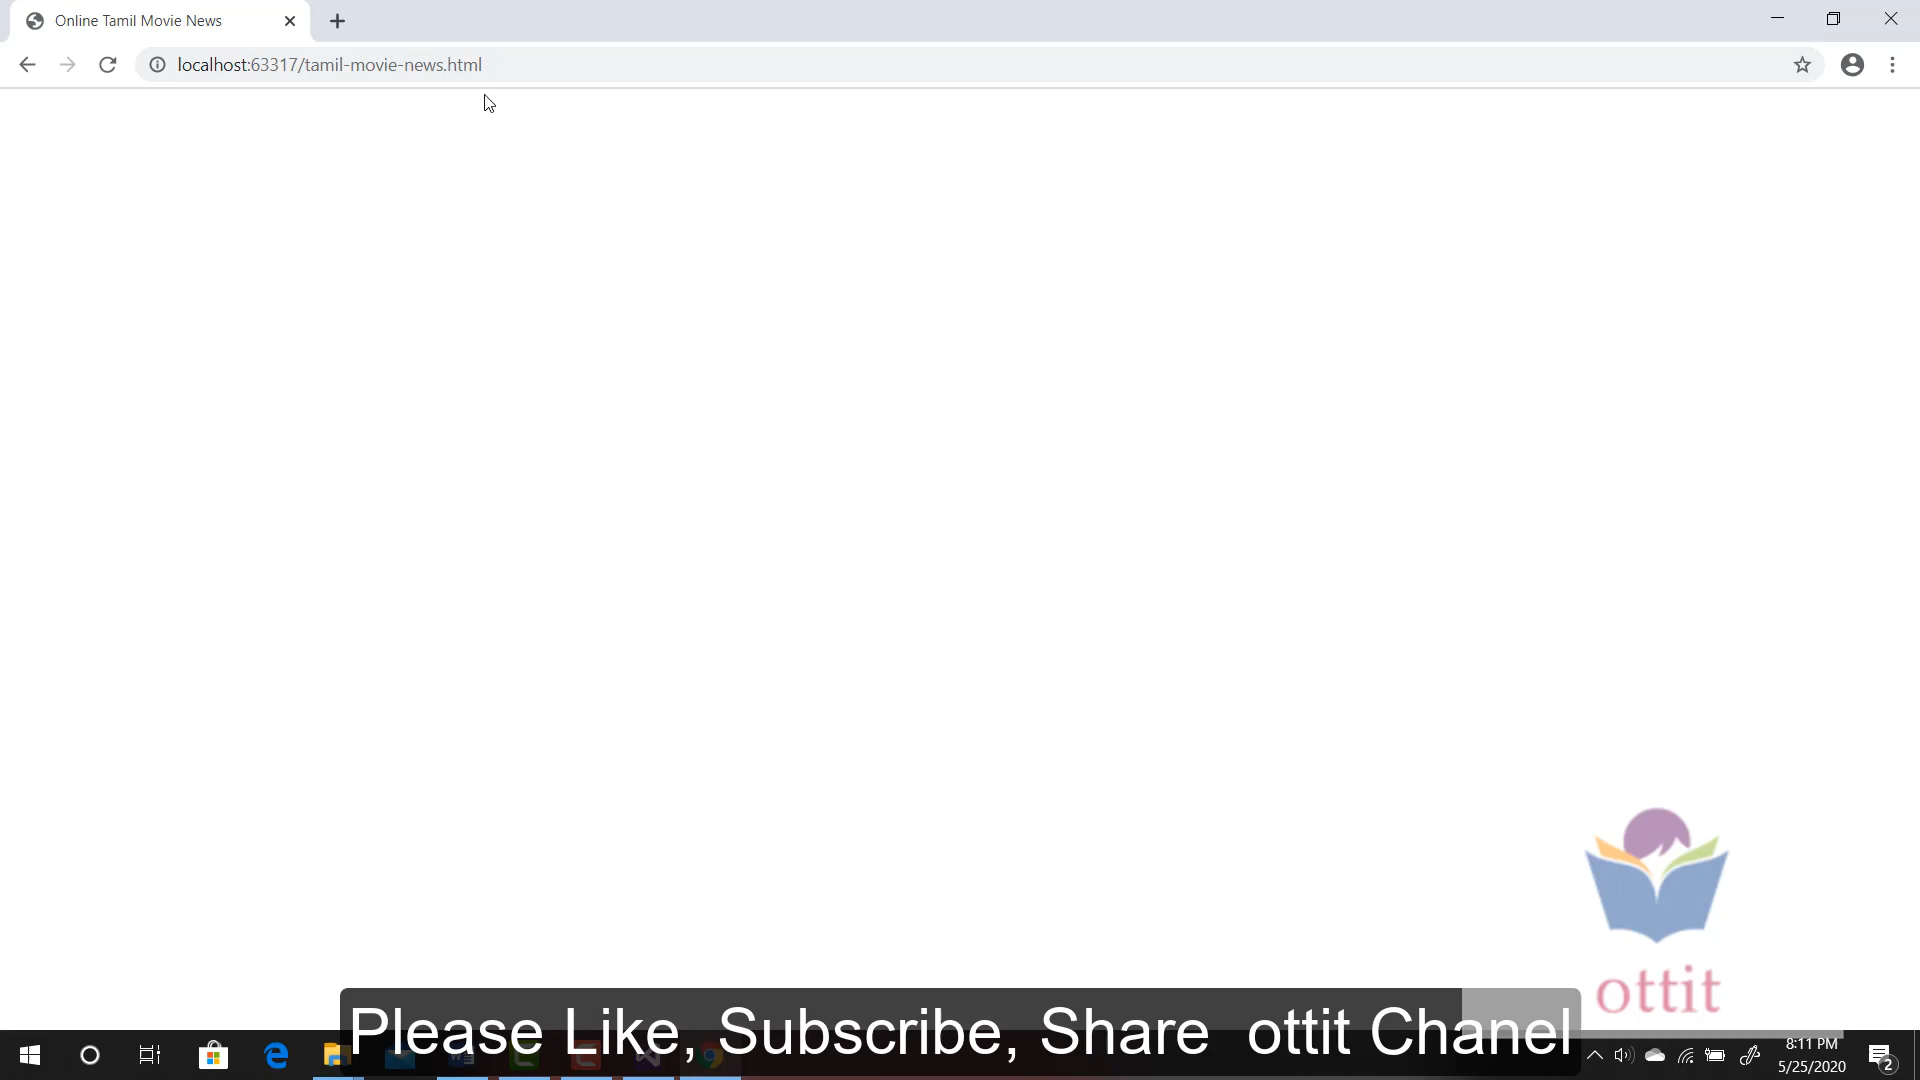 Online Tamil Movie News
localhost:63317/tamil-movie-news.html
ottit
Please Like, Subscribe, Share ottit Chanel
8:11 PM
5/25/2020
2